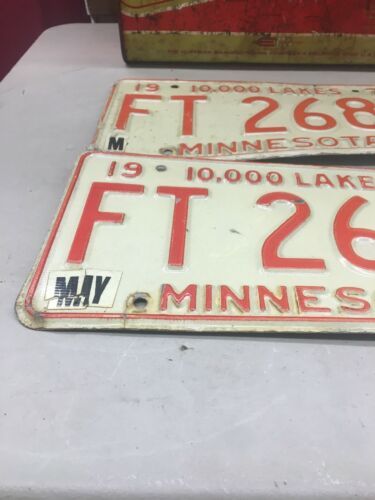 19 10,000 LAKES
FT 268
M MINNESOTA
19 10,000 LAKE
FT 26
MAY MINNES